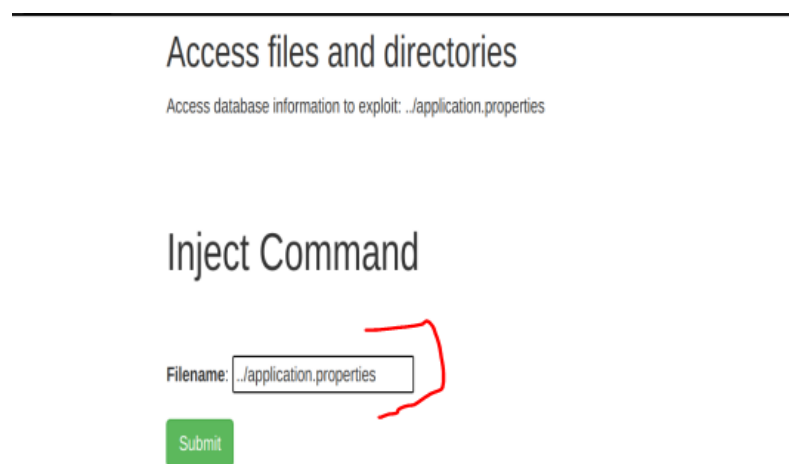 Access files and directories
Access database information to exploit: ../application.properties
Inject Command
Filename: ../application.properties
Submit